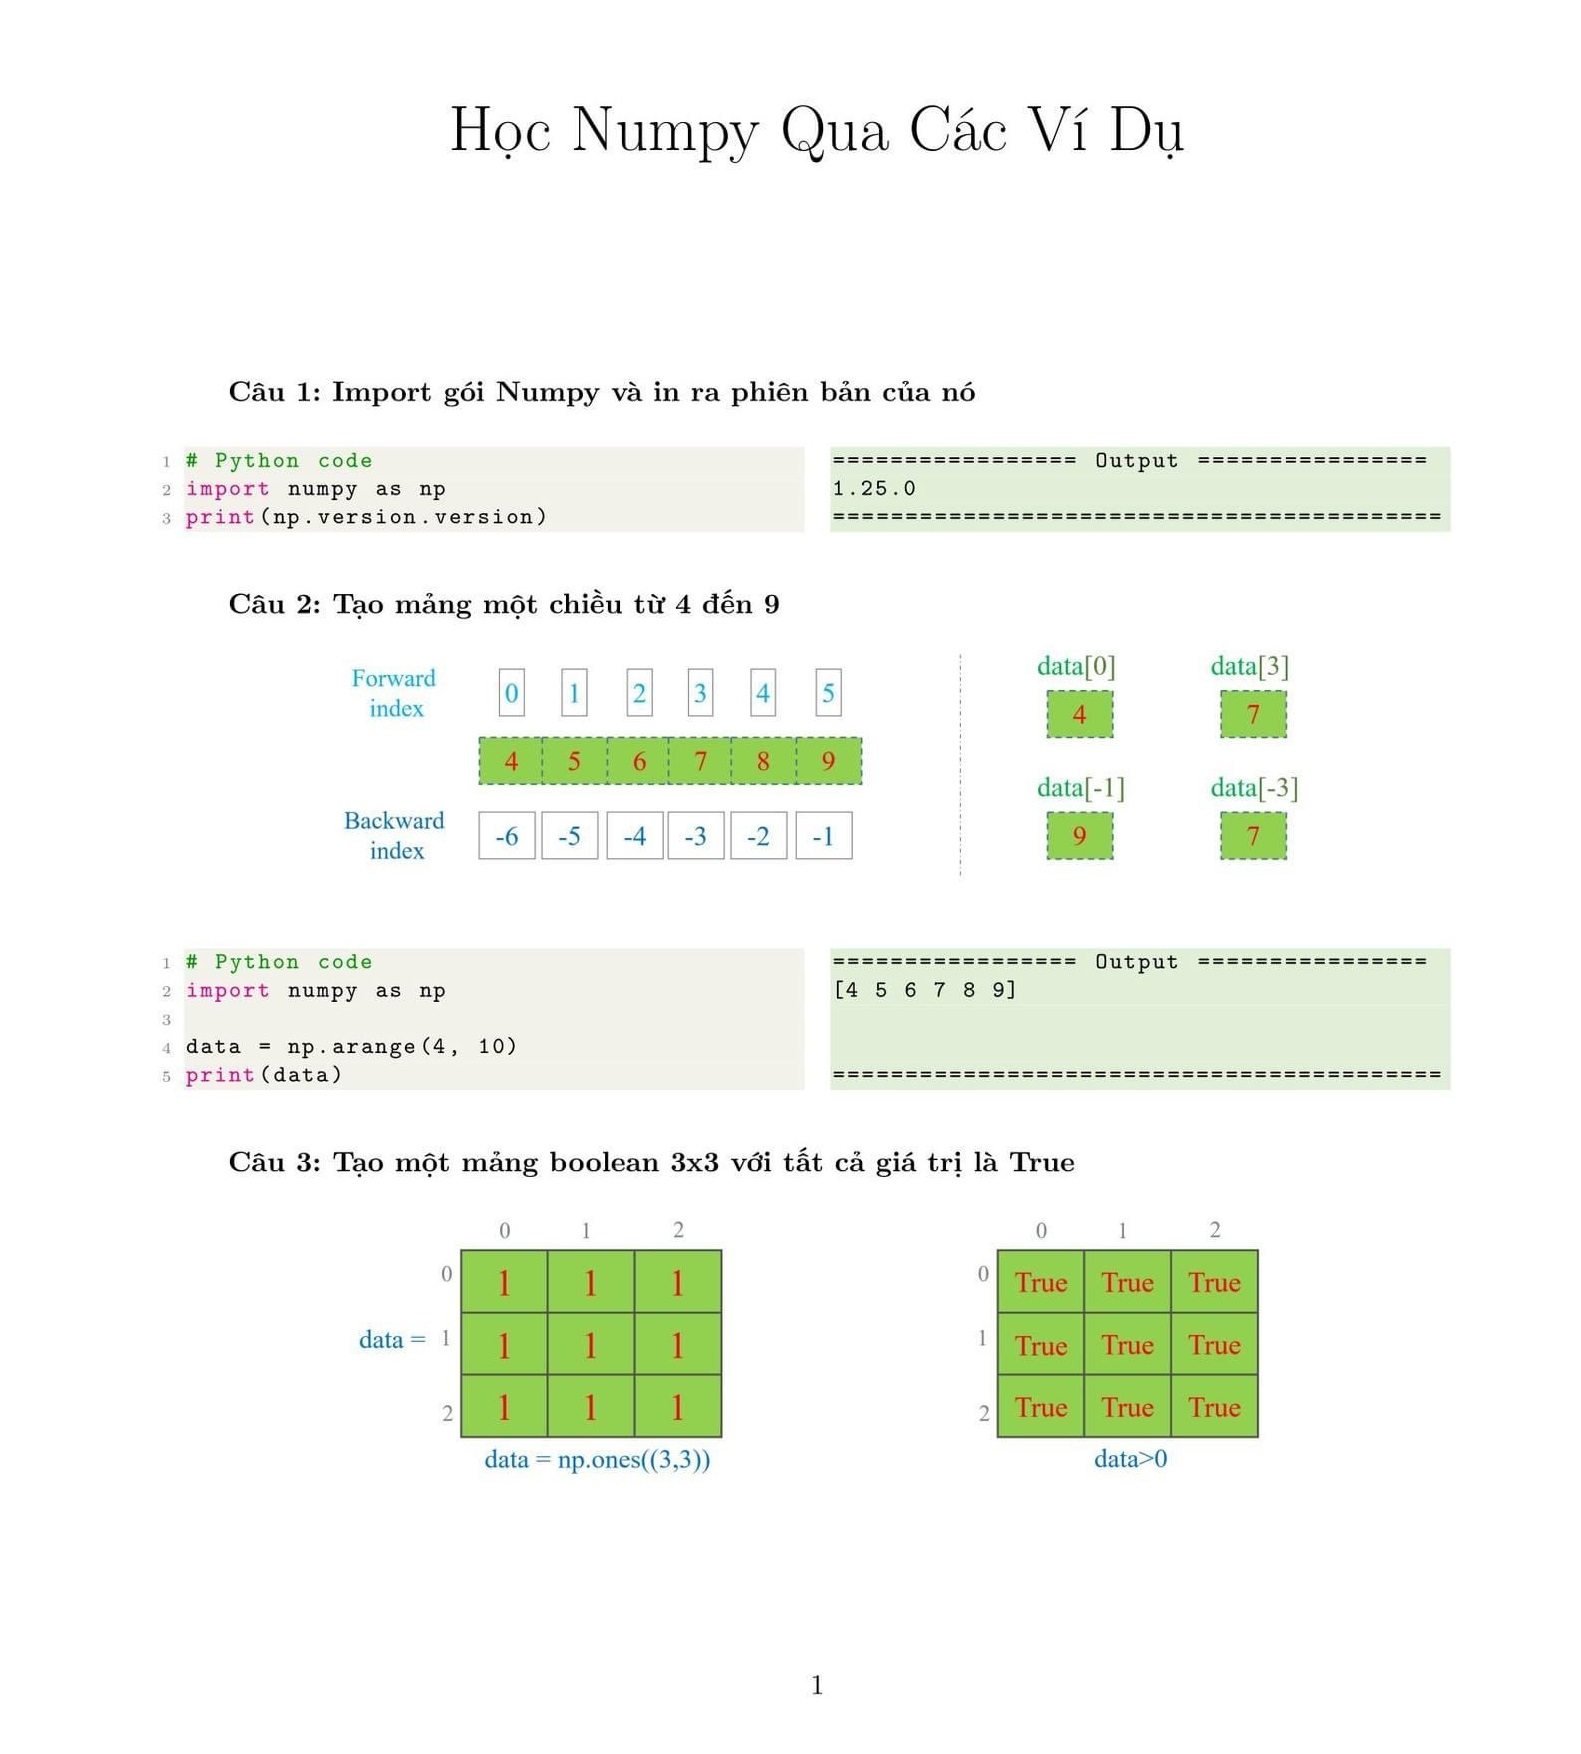 Học Numpy Qua Các Ví Dụ
Câu 1: Import gói Numpy và in ra phiên bản của nó
1 # Python code
2 import numpy as np
3 print(np.version.version)
================= Output ================
1.25.0
==========================================
Câu 2: Tạo mảng một chiều từ 4 đến 9
Forward
index
0 1 2 3 4 5
4 5 6 7 8 9
Backward
index
-6 -5 -4 -3 -2 -1
data[0] data[3]
4 7
data[-1] data[-3]
9 7
1 # Python code
2 import numpy as np
3
4 data = np.arange(4, 10)
5 print(data)
================= Output ================
[4 5 6 7 8 9]
==========================================
Câu 3: Tạo một mảng boolean 3x3 với tất cả giá trị là True
0 1 2
0 1 1 1
data = 1 1 1 1
2 1 1 1
data = np.ones((3,3))
0 1 2
0 True True True
1 True True True
2 True True True
data>0
1